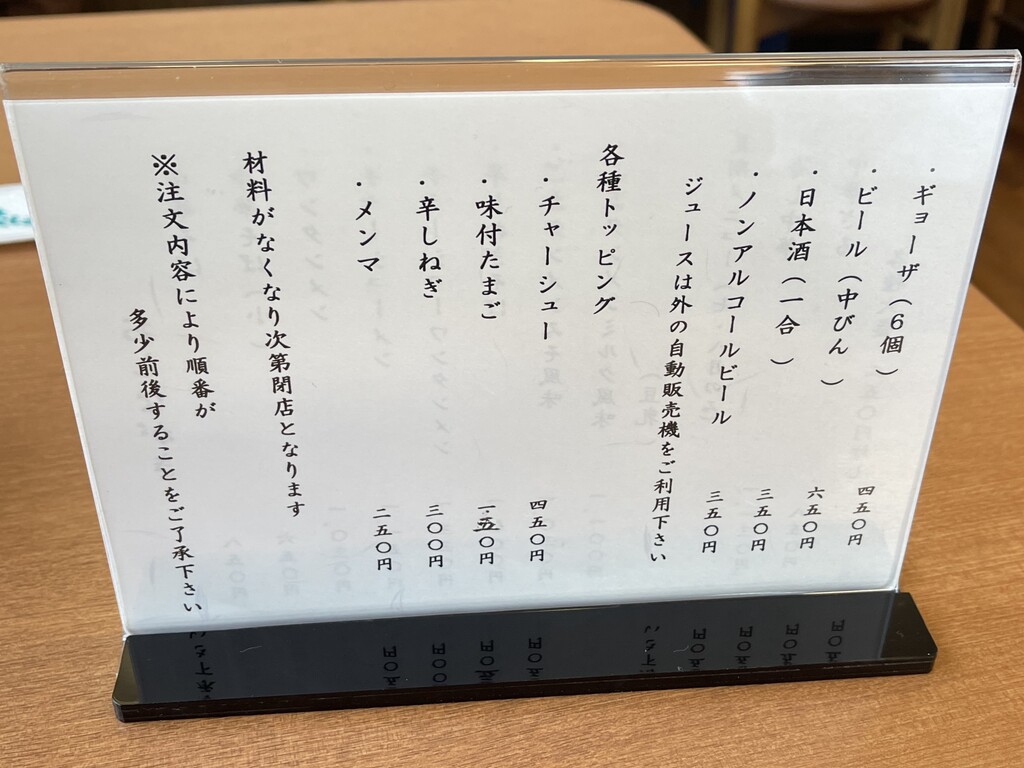 ・ギョーザ(6個) 四五〇円
・ビール(中びん) 六五〇円
・日本酒(一合) 三五〇円
・ノンアルコールビール 三五〇円
ジュースは外の自動販売機をご利用下さい
各種トッピング
・チャーシュー 四五〇円
・味付たまご 一五〇円
・辛しねぎ 三〇〇円
・メンマ 二五〇円
材料がなくなり次第閉店となります
※注文内容により順番が
多少前後することをご了承下さい